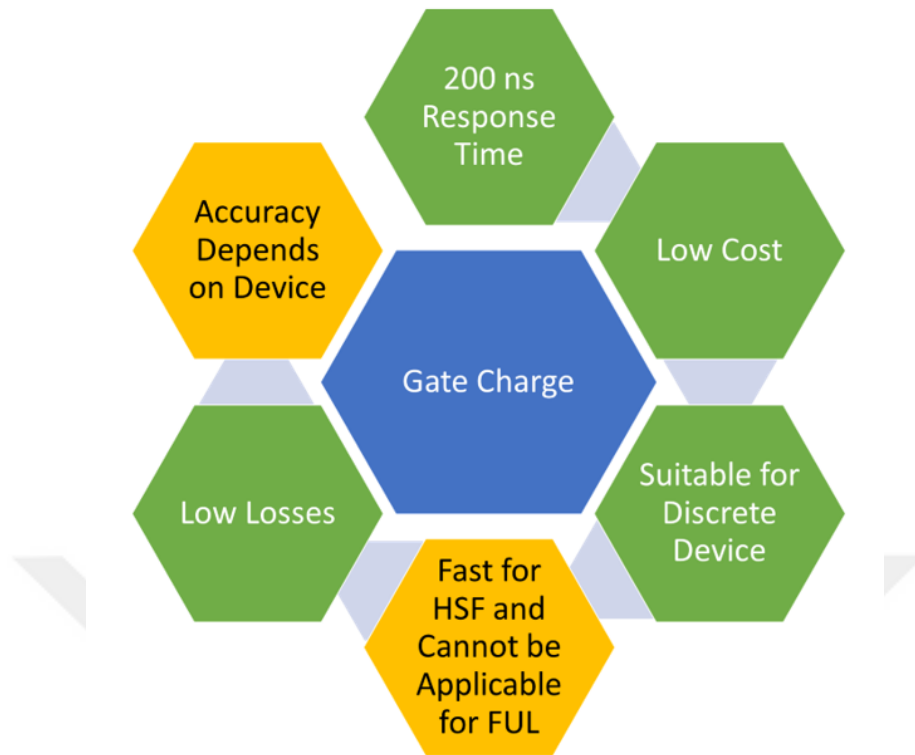 200 ns
Response
Time
Accuracy
Depends
on Device
Low Cost
Gate Charge
Low Losses
Suitable for
Discrete
Device
Fast for
HSF and
Cannot be
Applicable
for FUL